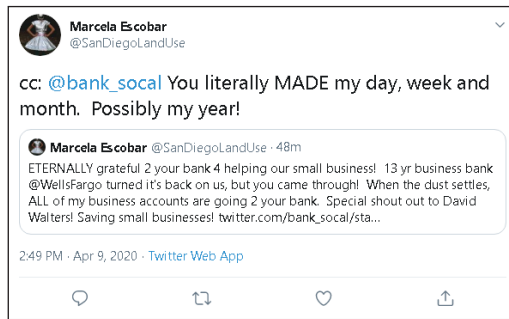 Marcela Escobar
@SanDiegoLandUse
cc: @bank_socal You literally MADE my day, week and
month. Possibly my year!
Marcela Escobar @SanDiegoLandUse · 48m
ETERNALLY grateful 2 your bank 4 helping our small business! 13 yr business bank
@WellsFargo turned it's back on us, but you came through! When the dust settles,
ALL of my business accounts are going 2 your bank. Special shout out to David
Walters! Saving small businesses! twitter.com/bank_socal/sta...
2:49 PM · Apr 9, 2020 · Twitter Web App